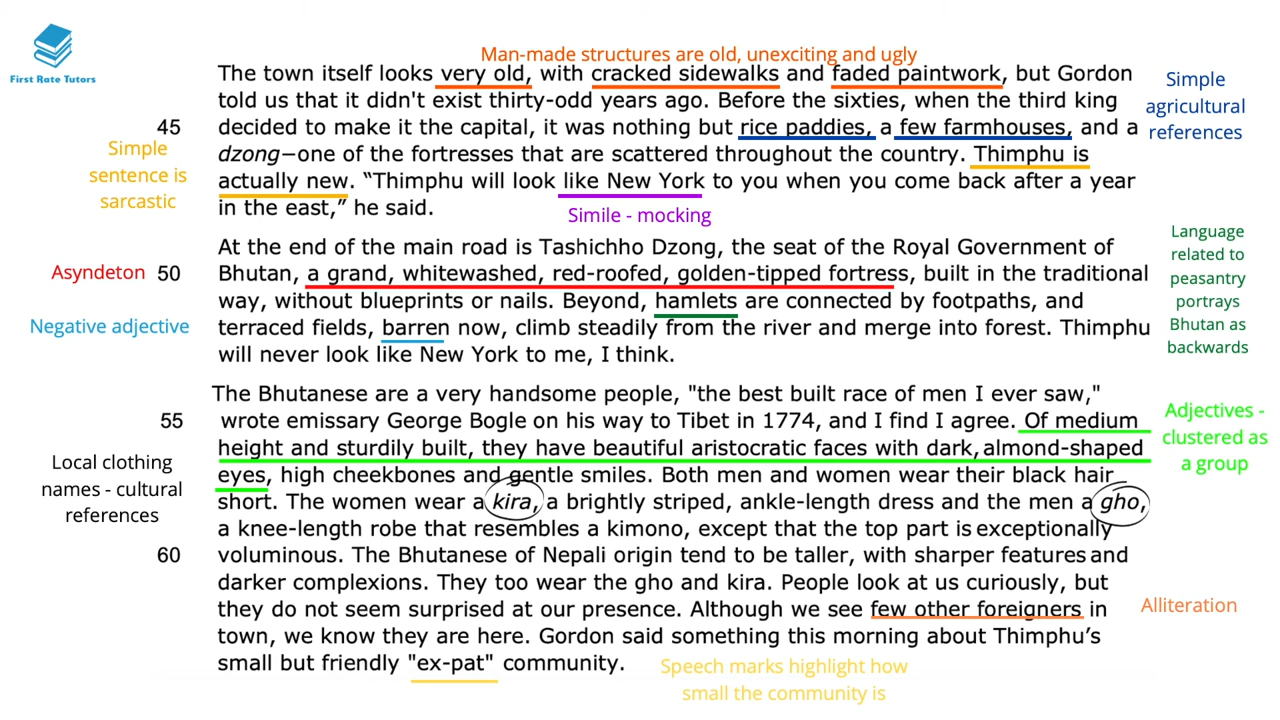 First Rate Tutors
Man-made structures are old, unexciting and ugly
The town itself looks very old, with cracked sidewalks and faded paintwork, but Gordon
told us that it didn't exist thirty-odd years ago. Before the sixties, when the third king
45 decided to make it the capital, it was nothing but rice paddies, a few farmhouses, and a
dzong—one of the fortresses that are scattered throughout the country. Thimphu is
actually new. “Thimphu will look like New York to you when you come back after a year
in the east,” he said.
Simple
agricultural
references
Simple
sentence is
sarcastic
Simile - mocking
At the end of the main road is Tashichho Dzong, the seat of the Royal Government of
50 Bhutan, a grand, whitewashed, red-roofed, golden-tipped fortress, built in the traditional
way, without blueprints or nails. Beyond, hamlets are connected by footpaths, and
terraced fields, barren now, climb steadily from the river and merge into forest. Thimphu
will never look like New York to me, I think.
Asyndeton
Negative adjective
Language
related to
peasantry
portrays
Bhutan as
backwards
The Bhutanese are a very handsome people, "the best built race of men I ever saw,"
55 wrote emissary George Bogle on his way to Tibet in 1774, and I find I agree. Of medium
height and sturdily built, they have beautiful aristocratic faces with dark, almond-shaped
eyes, high cheekbones and gentle smiles. Both men and women wear their black hair
short. The women wear a kira, a brightly striped, ankle-length dress and the men a gho,
a knee-length robe that resembles a kimono, except that the top part is exceptionally
60 voluminous. The Bhutanese of Nepali origin tend to be taller, with sharper features and
darker complexions. They too wear the gho and kira. People look at us curiously, but
they do not seem surprised at our presence. Although we see few other foreigners in
town, we know they are here. Gordon said something this morning about Thimphu’s
small but friendly "ex-pat" community.
Adjectives -
clustered as
a group
Local clothing
names - cultural
references
Alliteration
Speech marks highlight how
small the community is